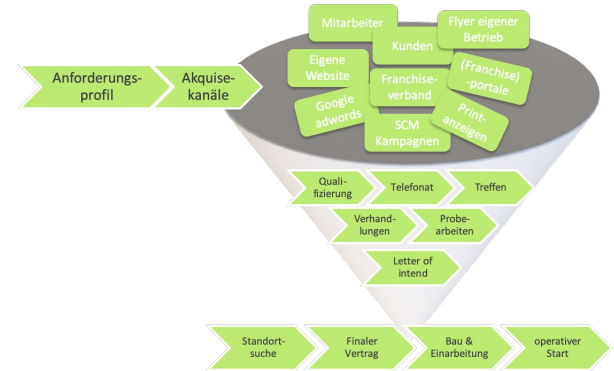 Mitarbeiter
Flyer eigener
Betrieb
Kunden
Eigene
Website
Franchise-
verband
(Franchise)
-portale
Google
adwords
Print-
anzeigen
SCM
Kampagnen
Anforderungs-
profil
Akquise-
kanäle
Quali-
fizierung
Telefonat
Treffen
Verhand-
lungen
Probe-
arbeiten
Letter of
intend
Standort-
suche
Finaler
Vertrag
Bau &
Einarbeitung
operativer
Start